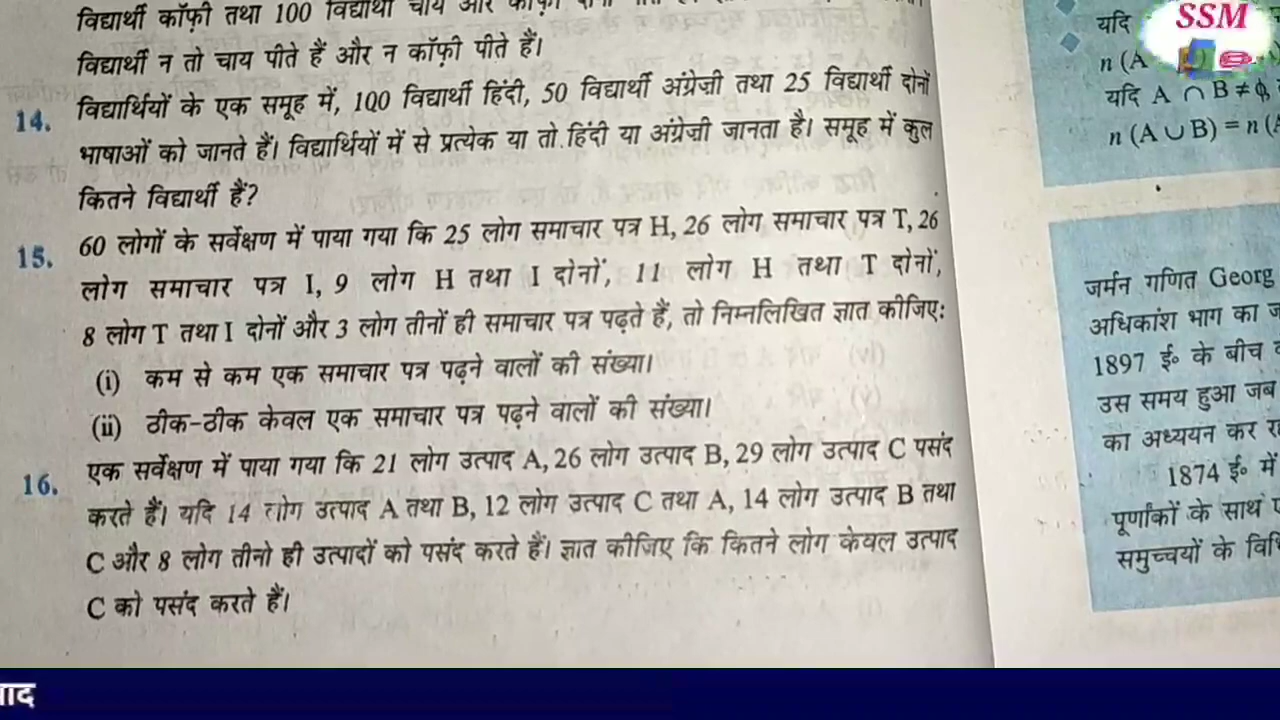 विद्यार्थी कॉफ़ी तथा 100 विद्यार्थी चाय और कॉफ़ी
विद्यार्थी न तो चाय पीते हैं और न कॉफ़ी पीते हैं।
14. विद्यार्थियों के एक समूह में, 100 विद्यार्थी हिंदी, 50 विद्यार्थी अंग्रेज़ी तथा 25 विद्यार्थी दोनों
भाषाओं को जानते हैं। विद्यार्थियों में से प्रत्येक या तो हिंदी या अंग्रेज़ी जानता है। समूह में कुल
कितने विद्यार्थी हैं?
15. 60 लोगों के सर्वेक्षण में पाया गया कि 25 लोग समाचार पत्र H, 26 लोग समाचार पत्र T, 26
लोग समाचार पत्र I, 9 लोग H तथा I दोनों, 11 लोग H तथा T दोनों,
8 लोग T तथा I दोनों और 3 लोग तीनों ही समाचार पत्र पढ़ते हैं, तो निम्नलिखित ज्ञात कीजिए:
(i) कम से कम एक समाचार पत्र पढ़ने वालों की संख्या।
(ii) ठीक-ठीक केवल एक समाचार पत्र पढ़ने वालों की संख्या।
16. एक सर्वेक्षण में पाया गया कि 21 लोग उत्पाद A, 26 लोग उत्पाद B, 29 लोग उत्पाद C पसंद
करते हैं। यदि 14 लोग उत्पाद A तथा B, 12 लोग उत्पाद C तथा A, 14 लोग उत्पाद B तथा
C और 8 लोग तीनो ही उत्पादों को पसंद करते हैं। ज्ञात कीजिए कि कितने लोग केवल उत्पाद
C को पसंद करते हैं।
SSM
यदि
n (A
यदि A ∩ B ≠ ϕ,
n (A ∪ B) = n (
जर्मन गणित Georg
अधिकांश भाग का
1897 ई० के बीच
उस समय हुआ जब
का अध्ययन कर
1874 ई० में
पूर्णांकों के साथ
समुच्चयों के
ाद